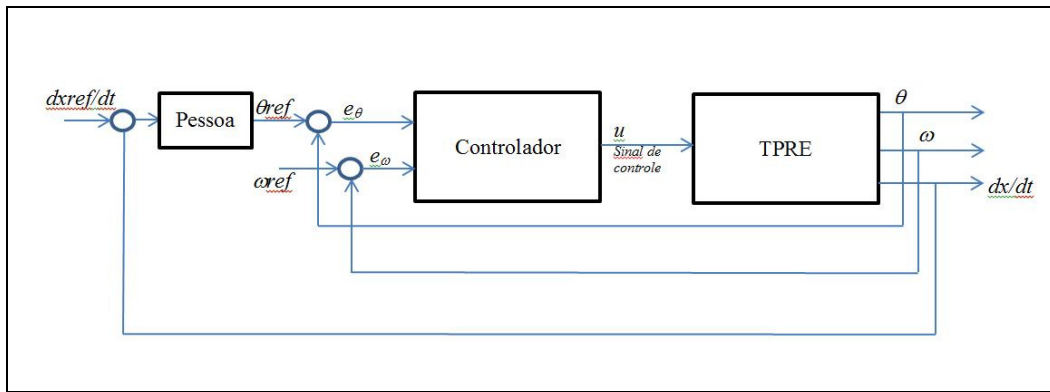 dxref/dt
Pessoa
θref
eθ
ωref
eω
Controlador
u
Sinal de
controle
TPRE
θ
ω
dx/dt